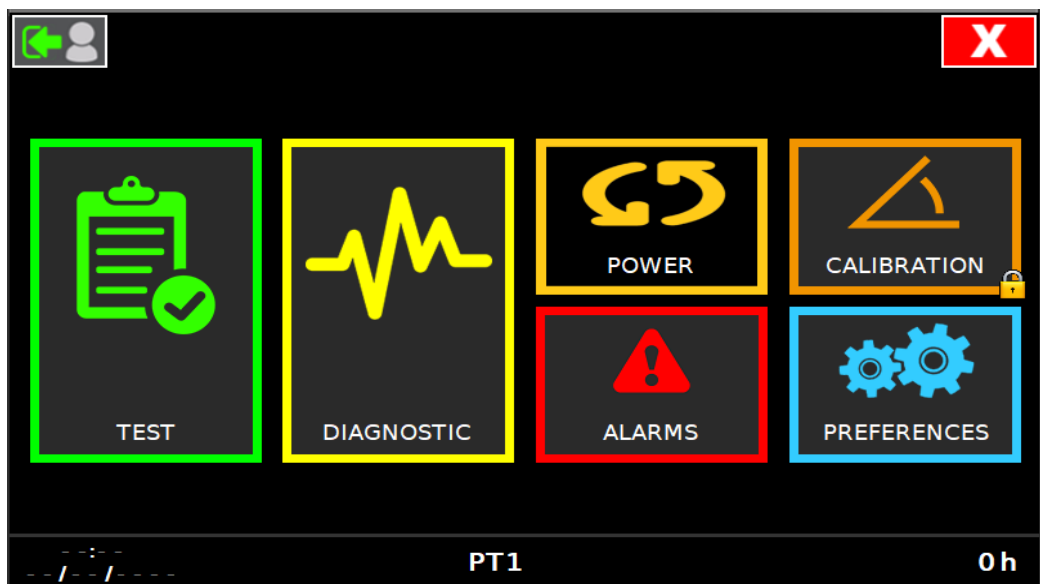 X
POWER
CALIBRATION
TEST
DIAGNOSTIC
ALARMS
PREFERENCES
--:--
--/--/----
PT1
0 h